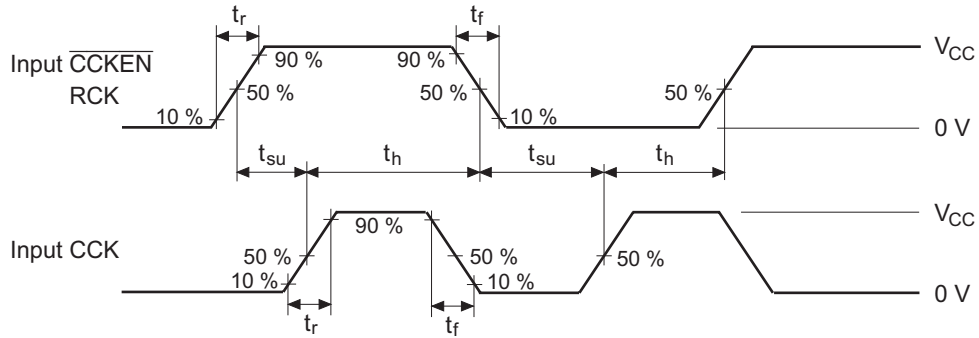 tr tf
Input CCKEN VCC
90 % 90 %
RCK 50 % 50 % 50 %
10 % 10 % 0 V
tsu th tsu th
VCC
90 %
Input CCK 50 % 50 % 50 %
10 % 10 % 0 V
tr tf